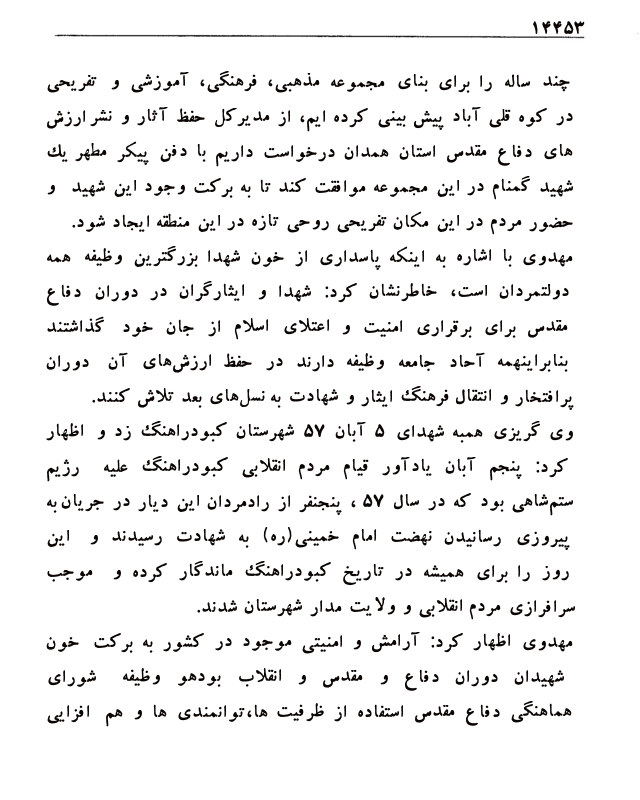 ۱۴۴۵۳
چند ساله را برای بنای مجموعه مذهبی، فرهنگی، آموزشی و تفریحی
در کوه قلی آباد پیش بینی کرده ایم، از مدیرکل حفظ آثار و نشر ارزش
های دفاع مقدس استان همدان درخواست داریم با دفن پیکر مطهر یك
شهید گمنام در این مجموعه موافقت کند تا به برکت وجود این شهید و
حضور مردم در این مکان تفریحی روحی تازه در این منطقه ایجاد شود.
مهدوی با اشاره به اینکه پاسداری از خون شهدا بزرگترین وظیفه همه
دولتمردان است، خاطرنشان کرد: شهدا و ایثارگران در دوران دفاع
مقدس برای برقراری امنیت و اعتلای اسلام از جان خود گذاشتند
بنابراینهمه آحاد جامعه وظیفه دارند در حفظ ارزش‌های آن دوران
پرافتخار و انتقال فرهنگ ایثار و شهادت به نسل‌های بعد تلاش کنند.
وی گریزی همبه شهدای ۵ آبان ۵۷ شهرستان کبودراهنگ زد و اظهار
کرد: پنجم آبان یادآور قیام مردم انقلابی کبودراهنگ علیه رژیم
ستم‌شاهی بود که در سال ۵۷ ، پنجنفر از رادمردان این دیار در جریان به
پیروزی رسانیدن نهضت امام خمینی(ره) به شهادت رسیدند و این
روز را برای همیشه در تاریخ کبودراهنگ ماندگار کرده و موجب
سرافرازی مردم انقلابی و ولایت مدار شهرستان شدند.
مهدوی اظهار کرد: آرامش و امنیتی موجود در کشور به برکت خون
شهیدان دوران دفاع و مقدس و انقلاب بودهو وظیفه شورای
هماهنگی دفاع مقدس استفاده از ظرفیت ها،توانمندی ها و هم افزایی